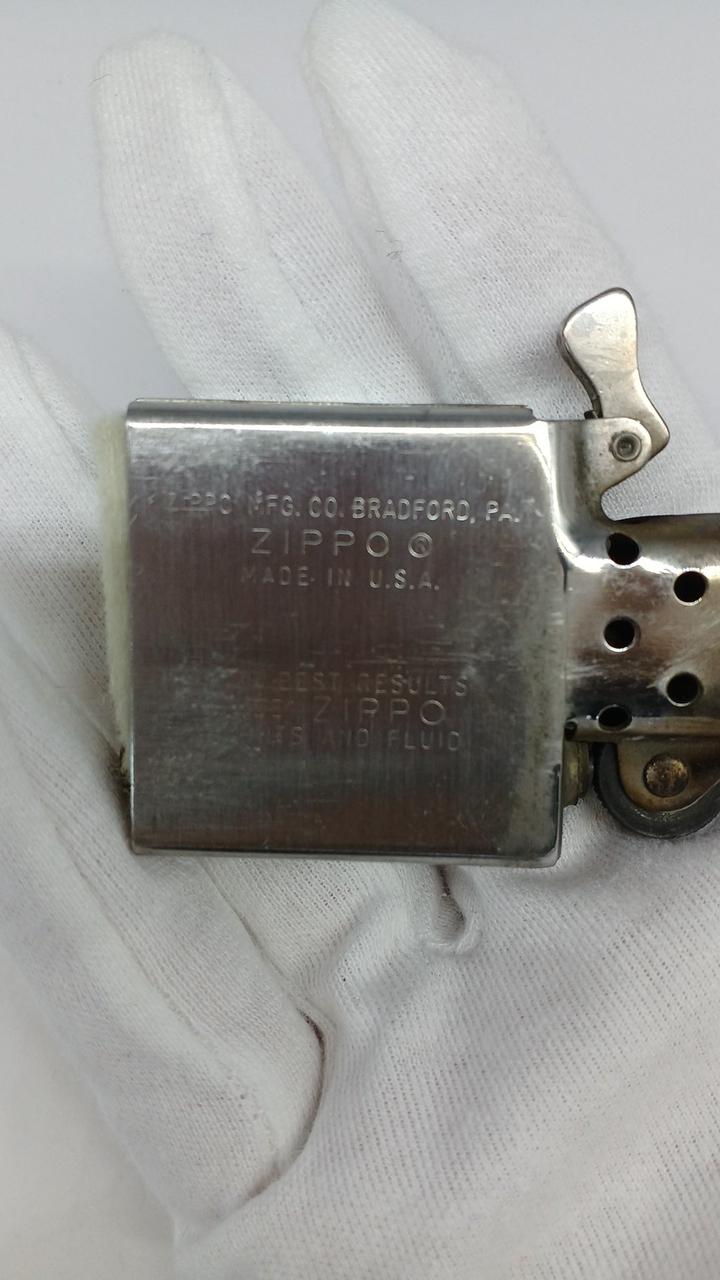 ZIPPO MFG. CO. BRADFORD, PA.
ZIPPO ®
MADE IN U.S.A.
BEST RESULTS
ZIPPO
AND FLUID